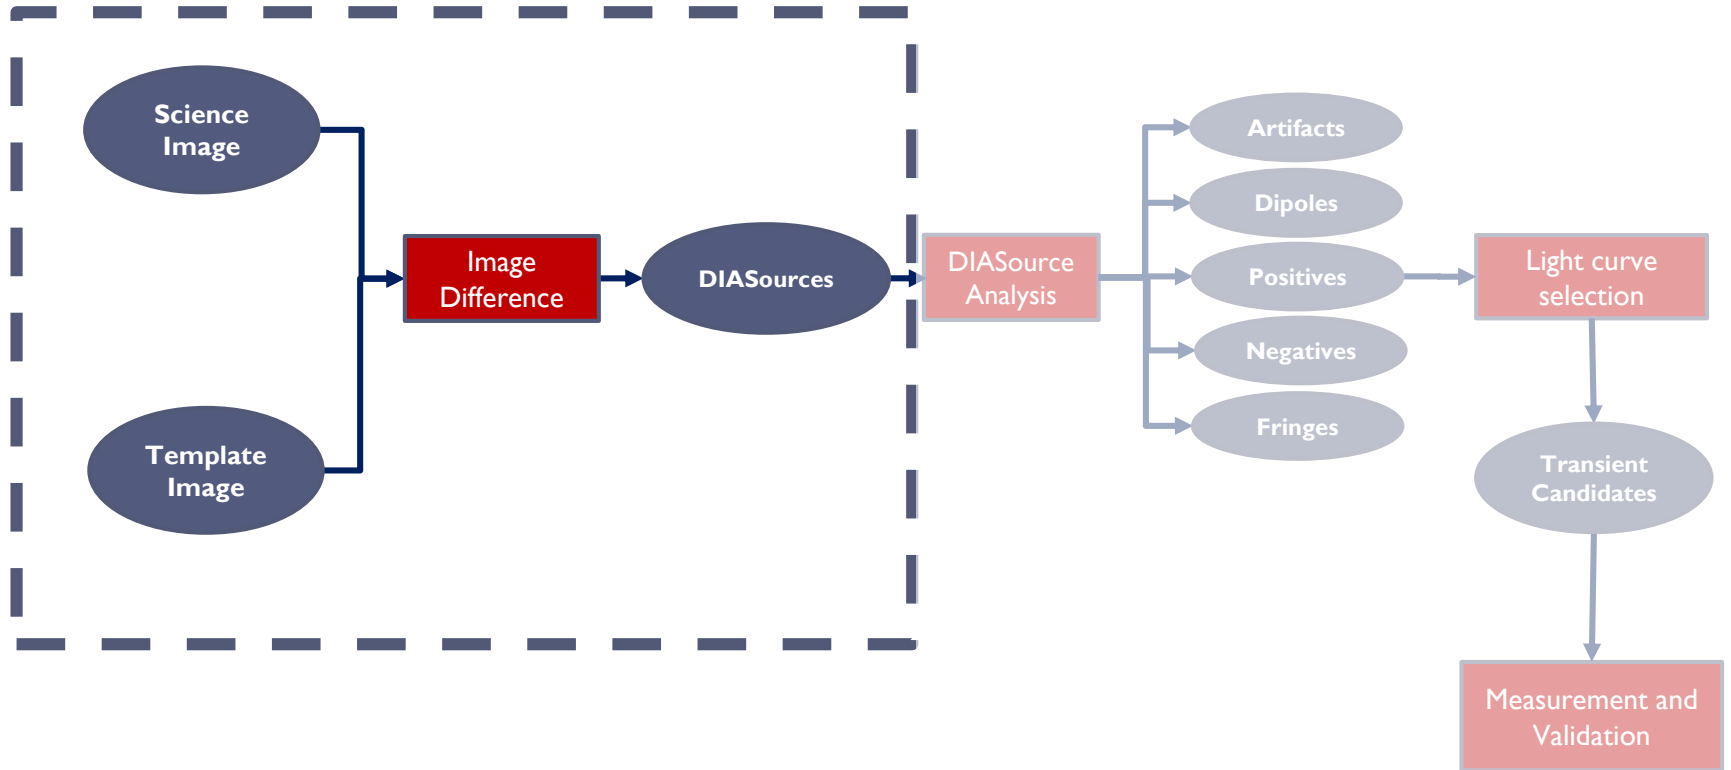 Science
Image
Template
Image
Image
Difference
DIASources
DIASource
Analysis
Artifacts
Dipoles
Positives
Negatives
Fringes
Light curve
selection
Transient
Candidates
Measurement and
Validation